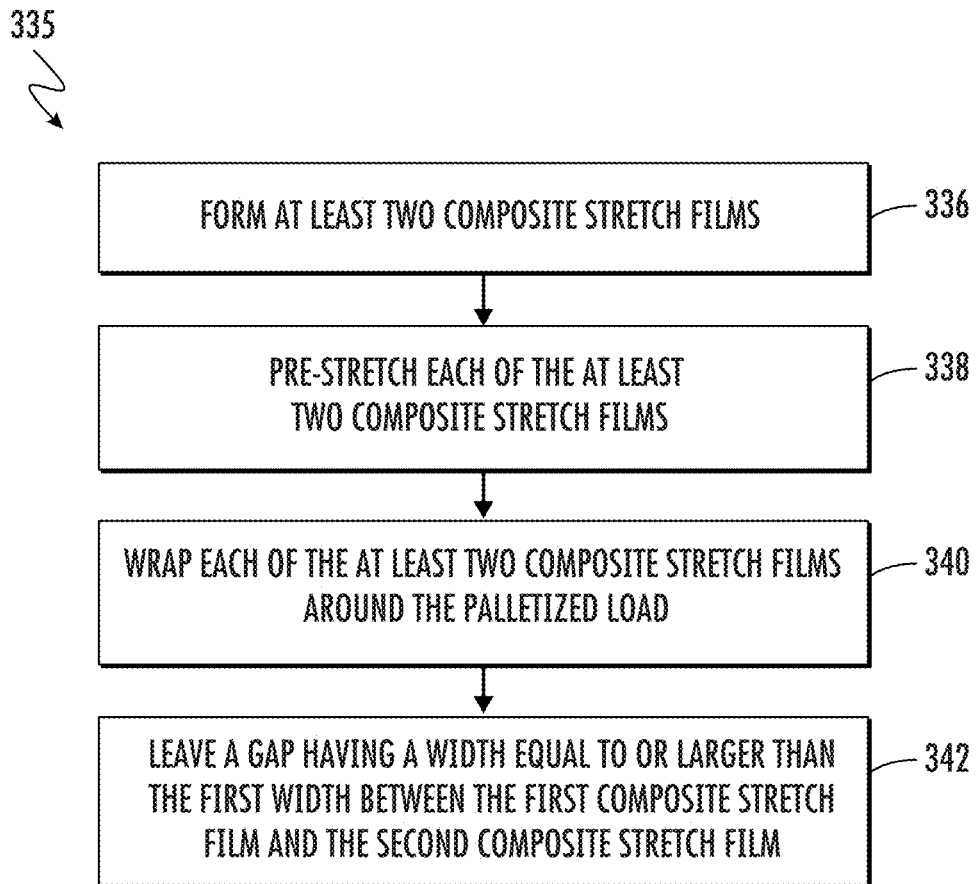 335
FORM AT LEAST TWO COMPOSITE STRETCH FILMS
336
PRE-STRETCH EACH OF THE AT LEAST
TWO COMPOSITE STRETCH FILMS
338
WRAP EACH OF THE AT LEAST TWO COMPOSITE STRETCH FILMS
AROUND THE PALLETIZED LOAD
340
LEAVE A GAP HAVING A WIDTH EQUAL TO OR LARGER THAN
THE FIRST WIDTH BETWEEN THE FIRST COMPOSITE STRETCH
FILM AND THE SECOND COMPOSITE STRETCH FILM
342